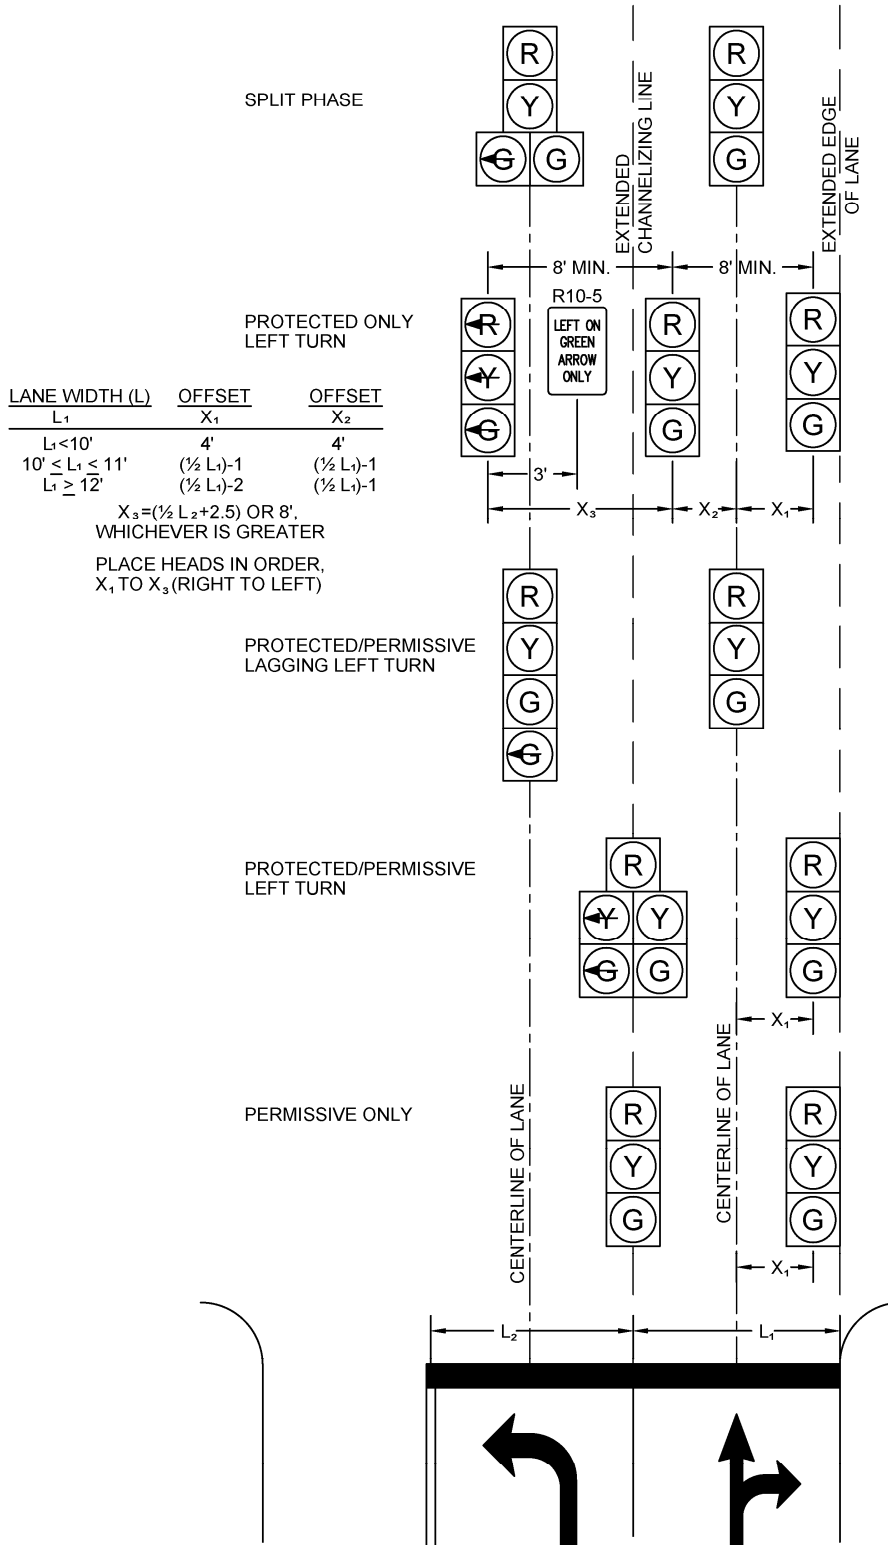 SPLIT PHASE
R
R
Y
Y
G G
G
EXTENDED
CHANNELIZING LINE
EXTENDED EDGE
OF LANE
8' MIN.
8' MIN.
R10-5
PROTECTED ONLY
LEFT TURN
R
Y
G
LEFT ON
GREEN
ARROW
ONLY
R
Y
G
R
Y
G
LANE WIDTH (L) OFFSET OFFSET
L₁ X₁ X₂
L₁<10' 4' 4'
10' ≤ L₁ ≤ 11' (½ L₁)-1 (½ L₁)-1
L₁ ≥ 12' (½ L₁)-2 (½ L₁)-1
X₃=(½ L₂+2.5) OR 8',
WHICHEVER IS GREATER
PLACE HEADS IN ORDER,
X₁ TO X₃ (RIGHT TO LEFT)
3'
X₃ X₂ X₁
PROTECTED/PERMISSIVE
LAGGING LEFT TURN
R
Y
G
G
R
Y
G
PROTECTED/PERMISSIVE
LEFT TURN
R
Y Y
G G
R
Y
G
X₁
PERMISSIVE ONLY
CENTERLINE OF LANE
R
Y
G
CENTERLINE OF LANE
R
Y
G
X₁
L₂ L₁